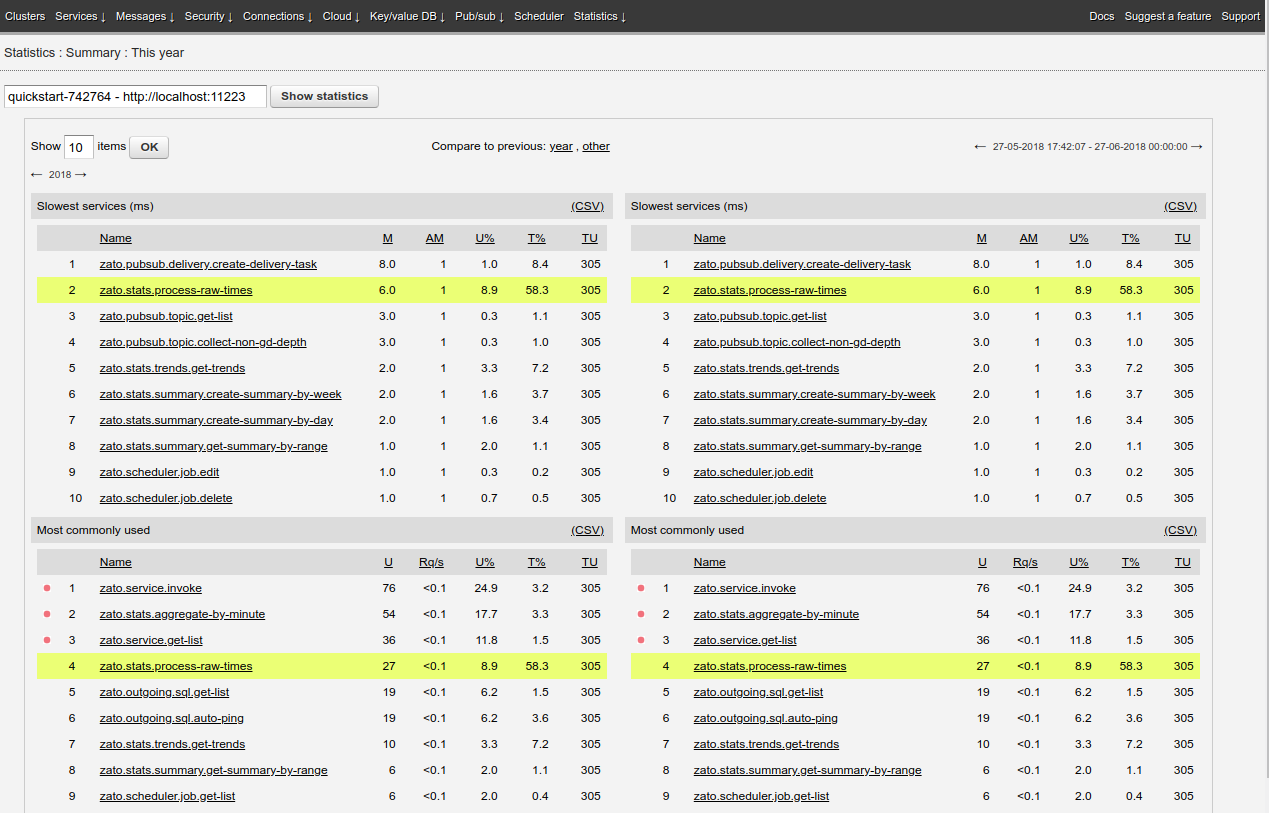 Clusters Services ↓ Messages ↓ Security ↓ Connections ↓ Cloud ↓ Key/value DB ↓ Pub/sub ↓ Scheduler Statistics ↓ Docs Suggest a feature Support
Statistics : Summary : This year
quickstart-742764 - http://localhost:11223 Show statistics
Show 10 items OK Compare to previous: year , other ← 27-05-2018 17:42:07 - 27-06-2018 00:00:00 →
← 2018 →
Slowest services (ms) (CSV) Slowest services (ms) (CSV)
Name M AM U% T% TU Name M AM U% T% TU
1 zato.pubsub.delivery.create-delivery-task 8.0 1 1.0 8.4 305 1 zato.pubsub.delivery.create-delivery-task 8.0 1 1.0 8.4 305
2 zato.stats.process-raw-times 6.0 1 8.9 58.3 305 2 zato.stats.process-raw-times 6.0 1 8.9 58.3 305
3 zato.pubsub.topic.get-list 3.0 1 0.3 1.1 305 3 zato.pubsub.topic.get-list 3.0 1 0.3 1.1 305
4 zato.pubsub.topic.collect-non-gd-depth 3.0 1 0.3 1.0 305 4 zato.pubsub.topic.collect-non-gd-depth 3.0 1 0.3 1.0 305
5 zato.stats.trends.get-trends 2.0 1 3.3 7.2 305 5 zato.stats.trends.get-trends 2.0 1 3.3 7.2 305
6 zato.stats.summary.create-summary-by-week 2.0 1 1.6 3.7 305 6 zato.stats.summary.create-summary-by-week 2.0 1 1.6 3.7 305
7 zato.stats.summary.create-summary-by-day 2.0 1 1.6 3.4 305 7 zato.stats.summary.create-summary-by-day 2.0 1 1.6 3.4 305
8 zato.stats.summary.get-summary-by-range 1.0 1 2.0 1.1 305 8 zato.stats.summary.get-summary-by-range 1.0 1 2.0 1.1 305
9 zato.scheduler.job.edit 1.0 1 0.3 0.2 305 9 zato.scheduler.job.edit 1.0 1 0.3 0.2 305
10 zato.scheduler.job.delete 1.0 1 0.7 0.5 305 10 zato.scheduler.job.delete 1.0 1 0.7 0.5 305
Most commonly used (CSV) Most commonly used (CSV)
Name U Rq/s U% T% TU Name U Rq/s U% T% TU
1 zato.service.invoke 76 <0.1 24.9 3.2 305 1 zato.service.invoke 76 <0.1 24.9 3.2 305
2 zato.stats.aggregate-by-minute 54 <0.1 17.7 3.3 305 2 zato.stats.aggregate-by-minute 54 <0.1 17.7 3.3 305
3 zato.service.get-list 36 <0.1 11.8 1.5 305 3 zato.service.get-list 36 <0.1 11.8 1.5 305
4 zato.stats.process-raw-times 27 <0.1 8.9 58.3 305 4 zato.stats.process-raw-times 27 <0.1 8.9 58.3 305
5 zato.outgoing.sql.get-list 19 <0.1 6.2 1.5 305 5 zato.outgoing.sql.get-list 19 <0.1 6.2 1.5 305
6 zato.outgoing.sql.auto-ping 19 <0.1 6.2 3.6 305 6 zato.outgoing.sql.auto-ping 19 <0.1 6.2 3.6 305
7 zato.stats.trends.get-trends 10 <0.1 3.3 7.2 305 7 zato.stats.trends.get-trends 10 <0.1 3.3 7.2 305
8 zato.stats.summary.get-summary-by-range 6 <0.1 2.0 1.1 305 8 zato.stats.summary.get-summary-by-range 6 <0.1 2.0 1.1 305
9 zato.scheduler.job.get-list 6 <0.1 2.0 0.4 305 9 zato.scheduler.job.get-list 6 <0.1 2.0 0.4 305